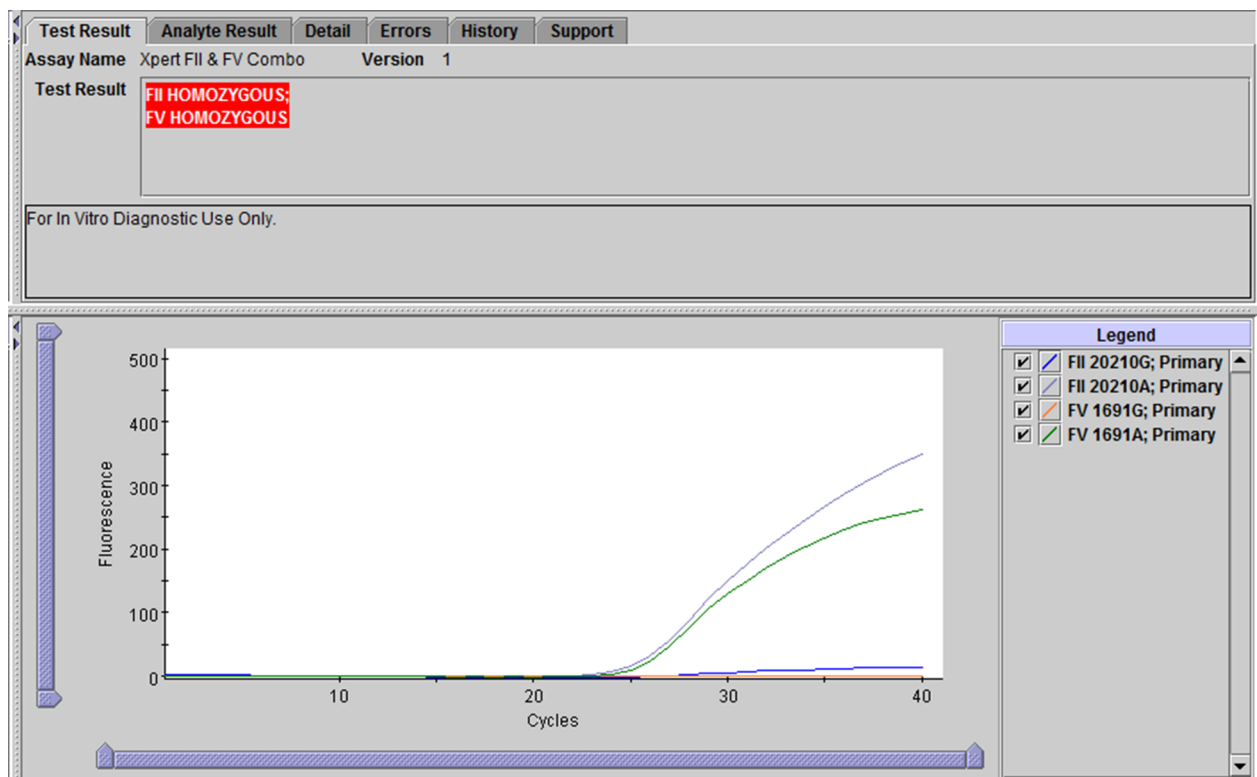 Test Result Analyte Result Detail Errors History Support
Assay Name Xpert FII & FV Combo Version 1
Test Result FII HOMOZYGOUS;
FV HOMOZYGOUS
For In Vitro Diagnostic Use Only.
500
400
300
200
100
0
Fluorescence
10 20 30 40
Cycles
Legend
FII 20210G; Primary
FII 20210A; Primary
FV 1691G; Primary
FV 1691A; Primary